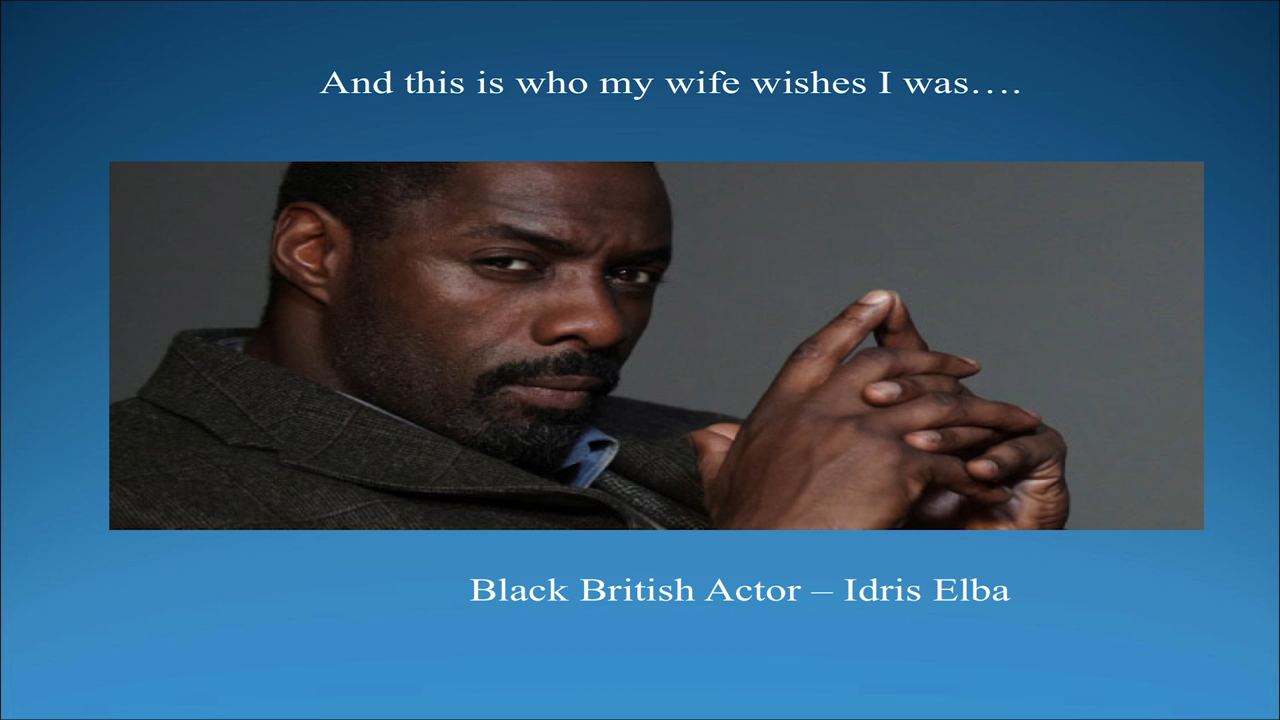 And this is who my wife wishes I was….
Black British Actor – Idris Elba